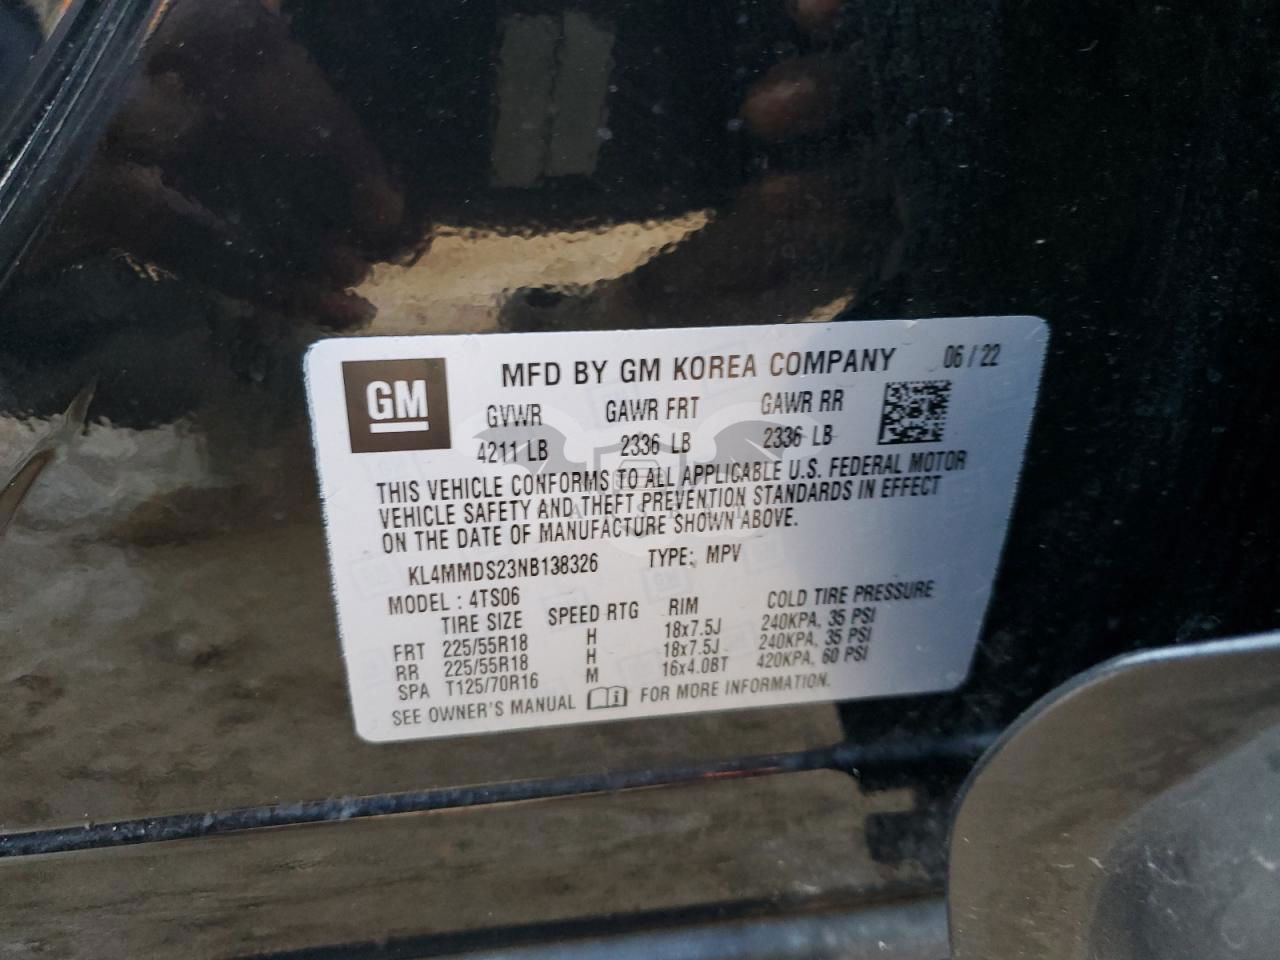 GM
MFD BY GM KOREA COMPANY 06 / 22
GVWR GAWR FRT GAWR RR
4211 LB 2336 LB 2336 LB
THIS VEHICLE CONFORMS TO ALL APPLICABLE U.S. FEDERAL MOTOR
VEHICLE SAFETY AND THEFT PREVENTION STANDARDS IN EFFECT
ON THE DATE OF MANUFACTURE SHOWN ABOVE.
KL4MMDS23NB138326 TYPE: MPV
MODEL : 4TS06
TIRE SIZE SPEED RTG RIM COLD TIRE PRESSURE
FRT 225/55R18 H 18x7.5J 240KPA, 35 PSI
RR 225/55R18 H 18x7.5J 240KPA, 35 PSI
SPA T125/70R16 M 16x4.0BT 420KPA, 60 PSI
SEE OWNER'S MANUAL FOR MORE INFORMATION.